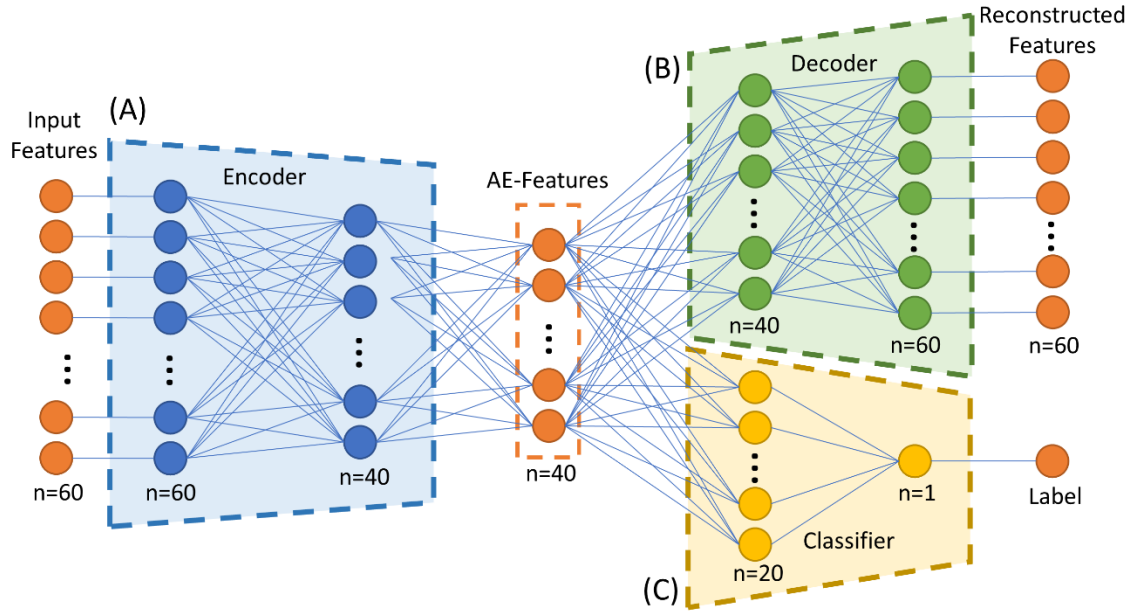 (A)
Input
Features
Encoder
n=60
n=60
n=40
AE-Features
n=40
(B)
Decoder
n=40
n=60
Reconstructed
Features
n=60
(C)
Classifier
n=20
n=1
Label